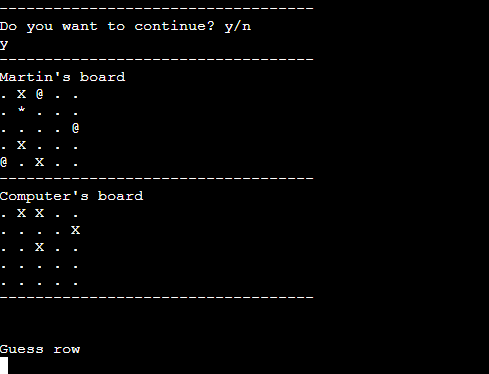 -----------------------------------
Do you want to continue? y/n
y
-----------------------------------
Martin's board
. X @ . .
. * . . .
. . . . @
. X . . .
@ . X . .
-----------------------------------
Computer's board
. X X . .
. . . . X
. . X . .
. . . . .
. . . . .
-----------------------------------
Guess row